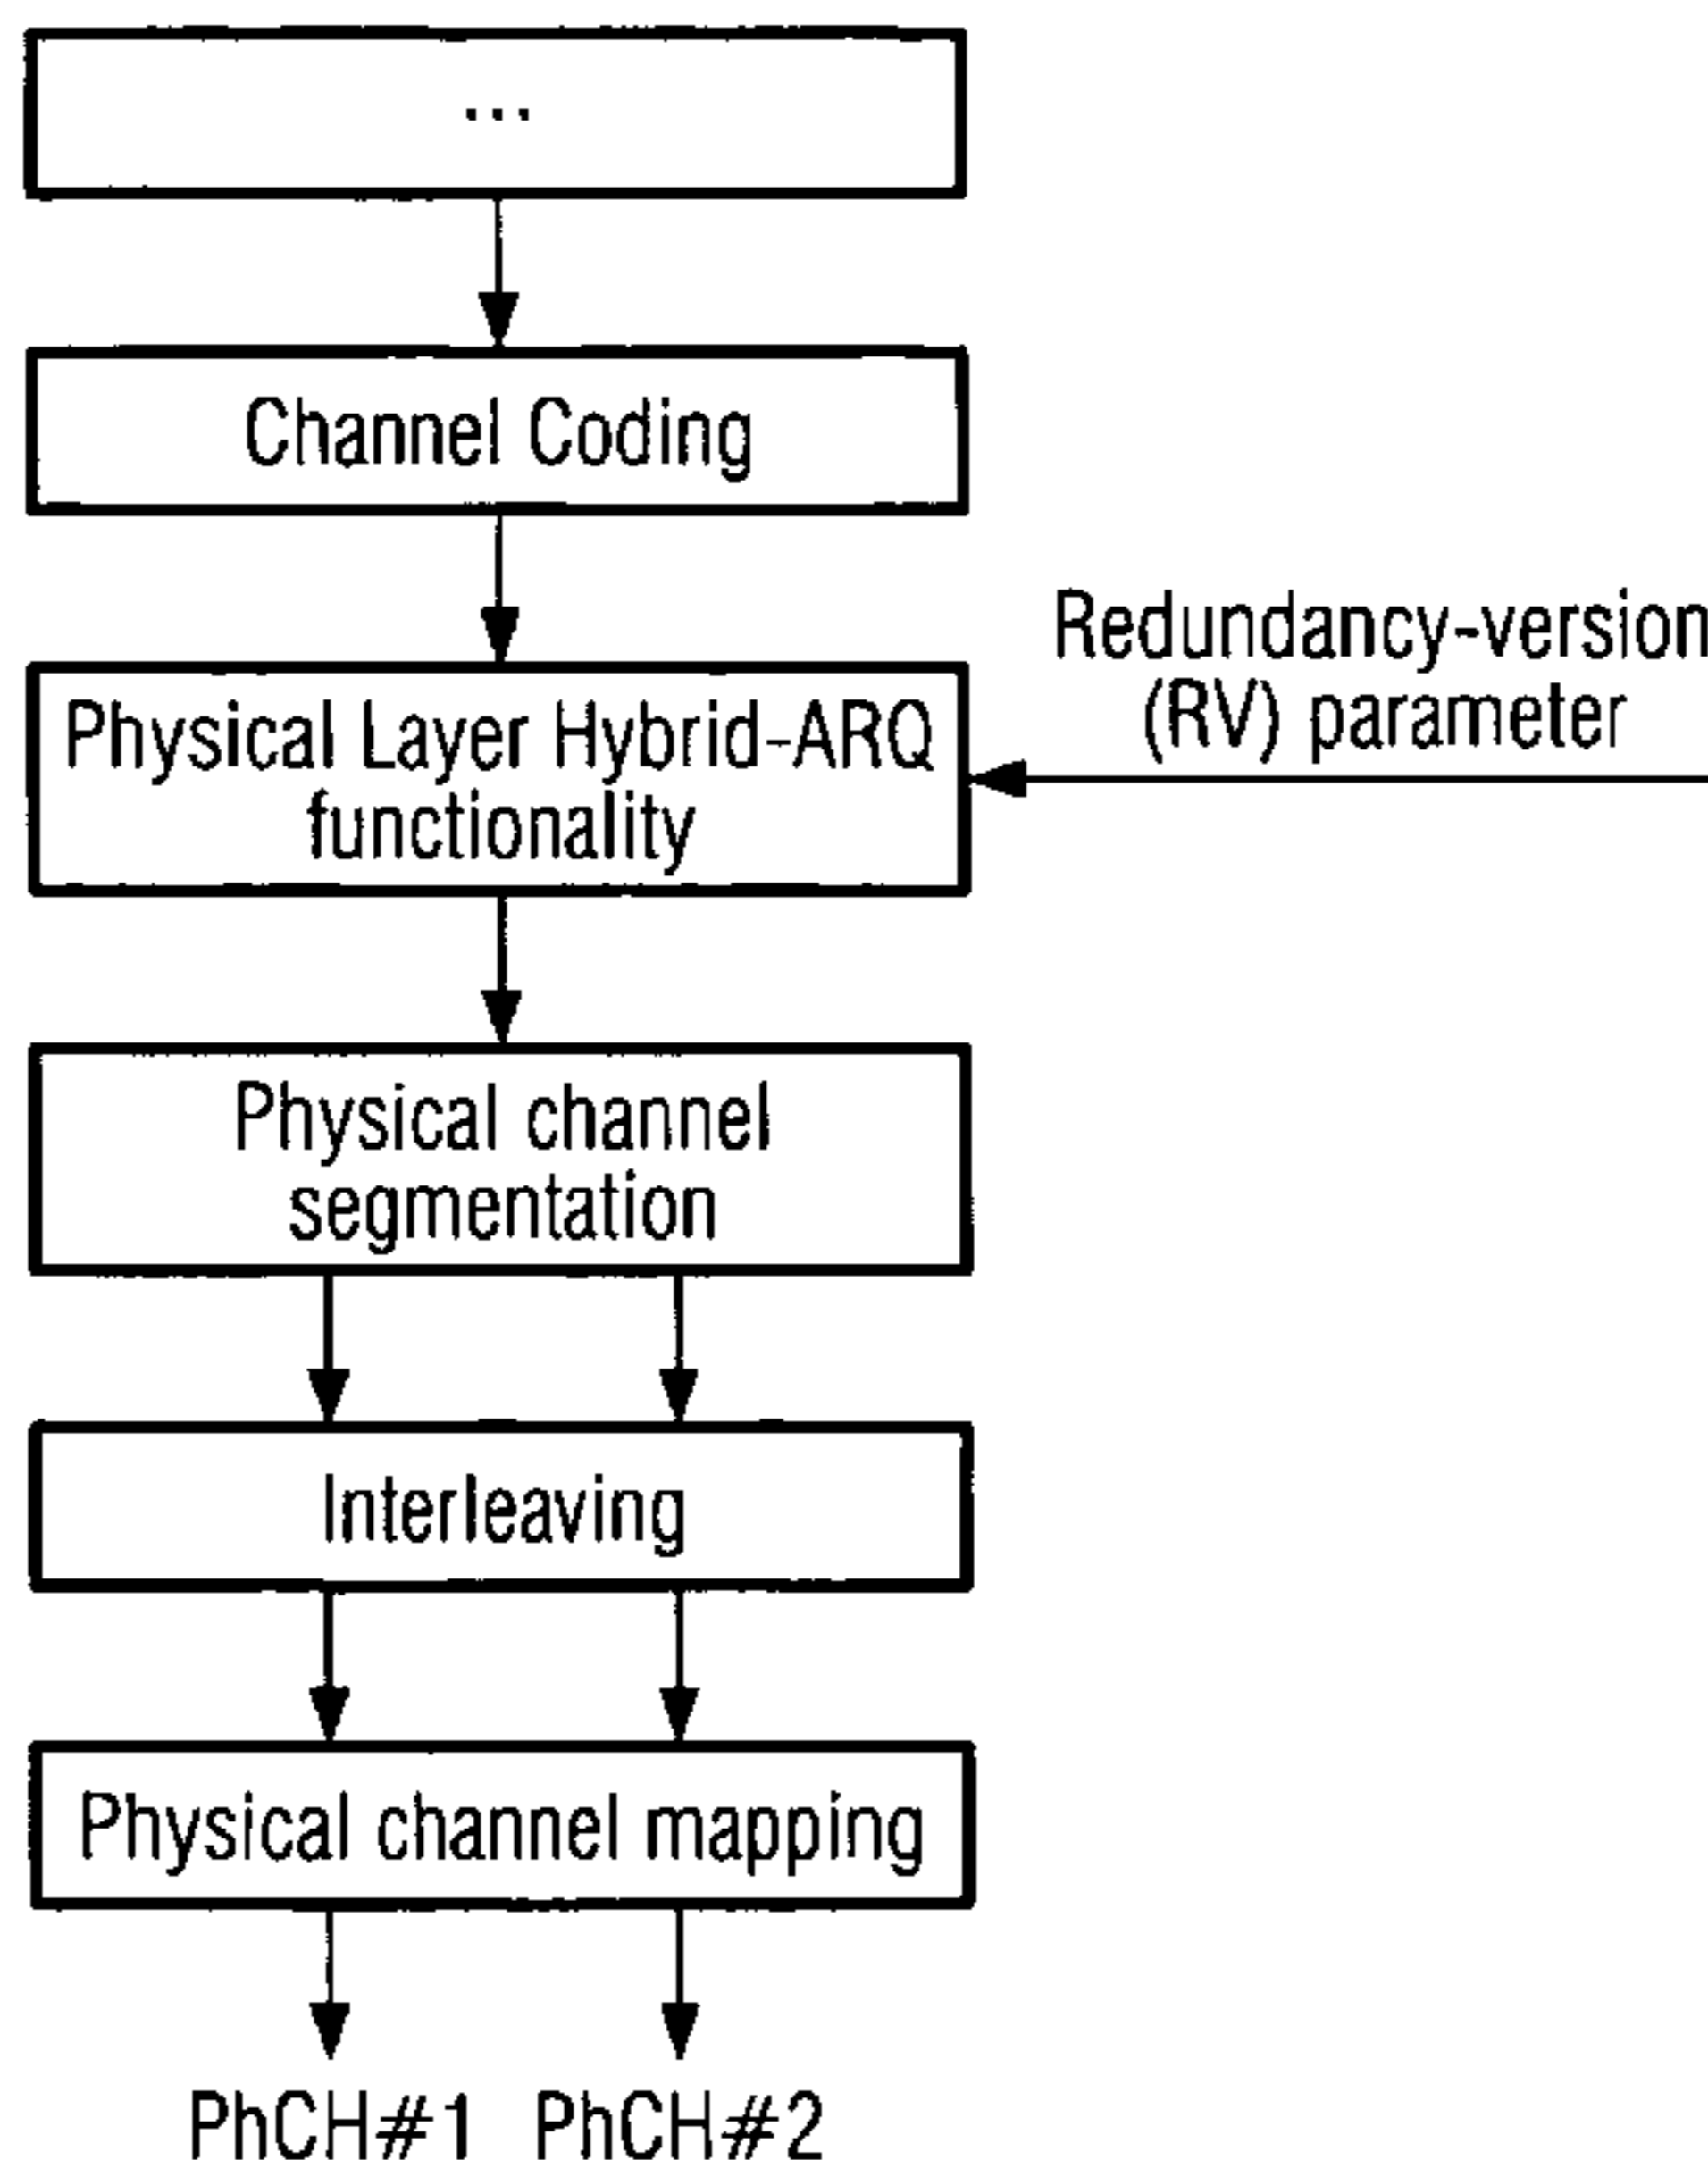 ...
Channel Coding
Redundancy-version
(RV) parameter
Physical Layer Hybrid-ARQ
functionality
Physical channel
segmentation
Interleaving
Physical channel mapping
PhCH#1 PhCH#2